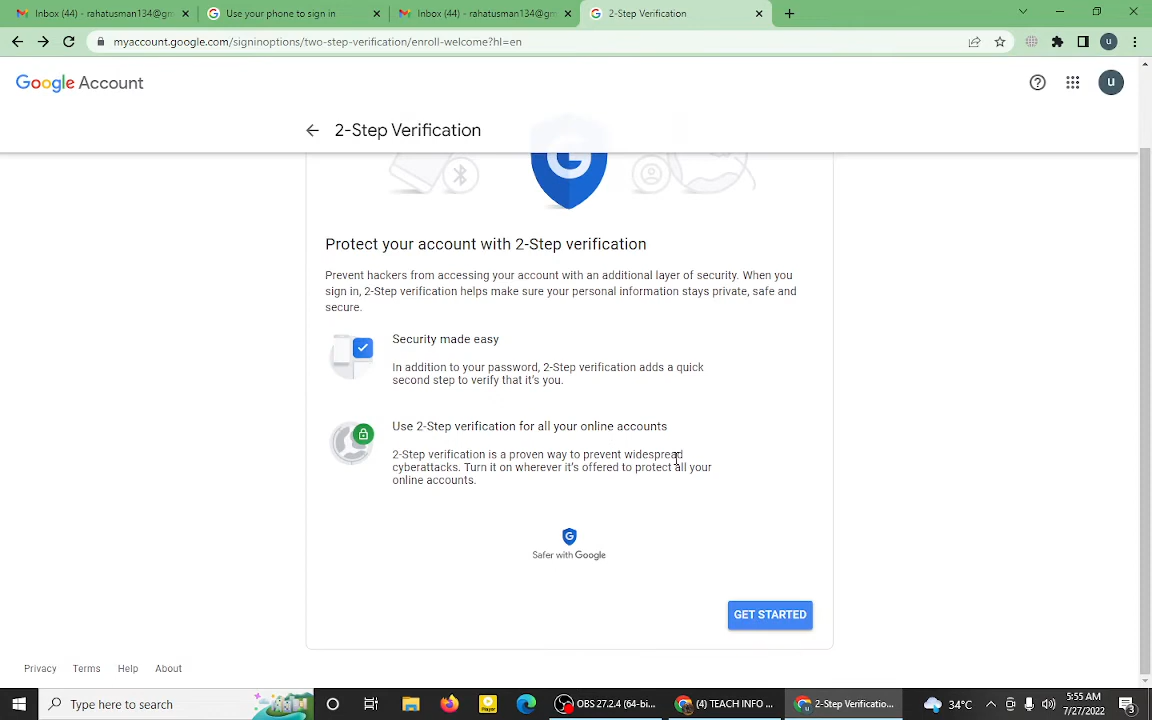 Inbox (44) - rahatusman134@gm
Use your phone to sign in
Inbox (44) - rahatusman134@gm
2-Step Verification
myaccount.google.com/signinoptions/two-step-verification/enroll-welcome?hl=en
u
Google Account
u
2-Step Verification
G
Protect your account with 2-Step verification
Prevent hackers from accessing your account with an additional layer of security. When you
sign in, 2-Step verification helps make sure your personal information stays private, safe and
secure.
Security made easy
In addition to your password, 2-Step verification adds a quick
second step to verify that it's you.
Use 2-Step verification for all your online accounts
2-Step verification is a proven way to prevent widespread
cyberattacks. Turn it on wherever it's offered to protect all your
online accounts.
G
Safer with Google
GET STARTED
Privacy Terms Help About
Type here to search
Player
OBS 27.2.4 (64-bi...
(4) TEACH INFO ...
2-Step Verificatio...
34°C
5:55 AM
7/27/2022
3